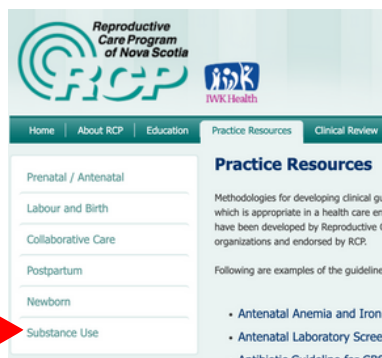 Reproductive
Care Program
of Nova Scotia
RCP
IWK Health
Home About RCP Education Practice Resources Clinical Review
Prenatal / Antenatal
Labour and Birth
Collaborative Care
Postpartum
Newborn
Substance Use
Practice Resources
Methodologies for developing clinical gu
which is appropriate in a health care en
have been developed by Reproductive C
organizations and endorsed by RCP.
Following are examples of the guideline
• Antenatal Anemia and Iron
• Antenatal Laboratory Scree